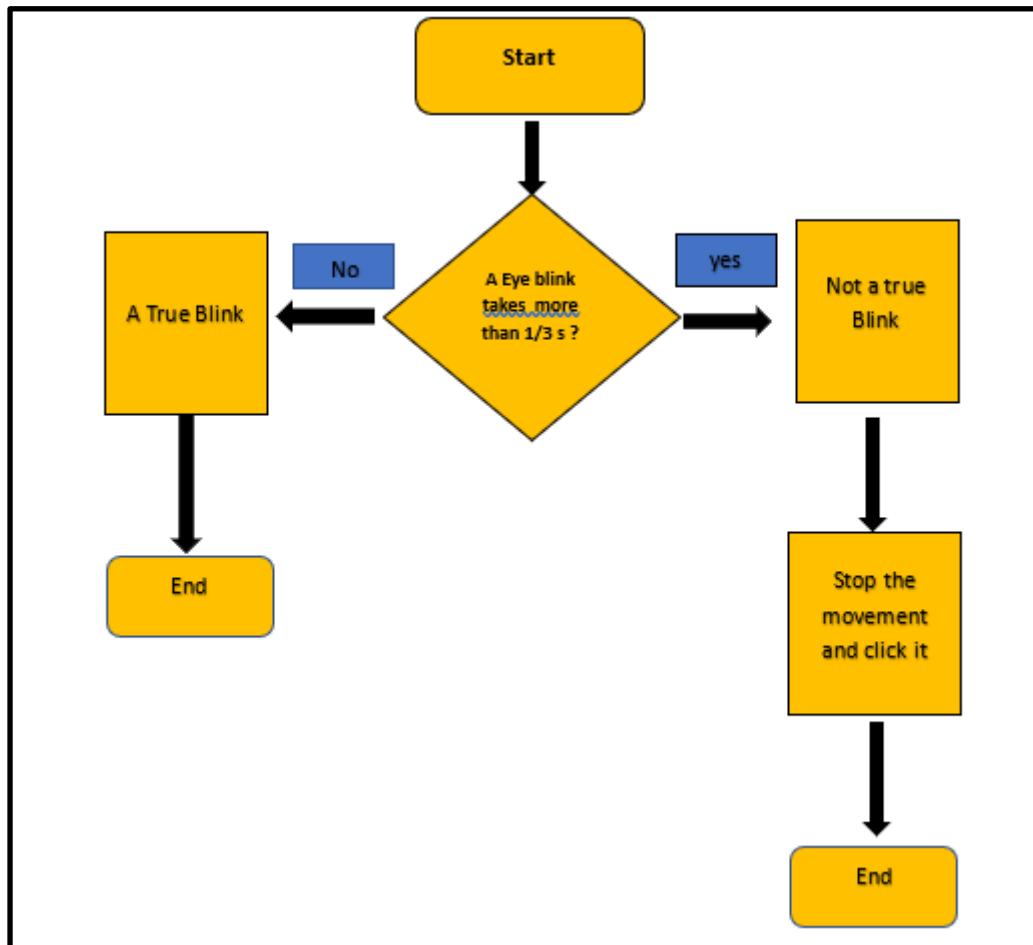 Start
A Eye blink
takes more
than 1/3 s ?
No
yes
A True Blink
Not a true
Blink
End
Stop the
movement
and click it
End